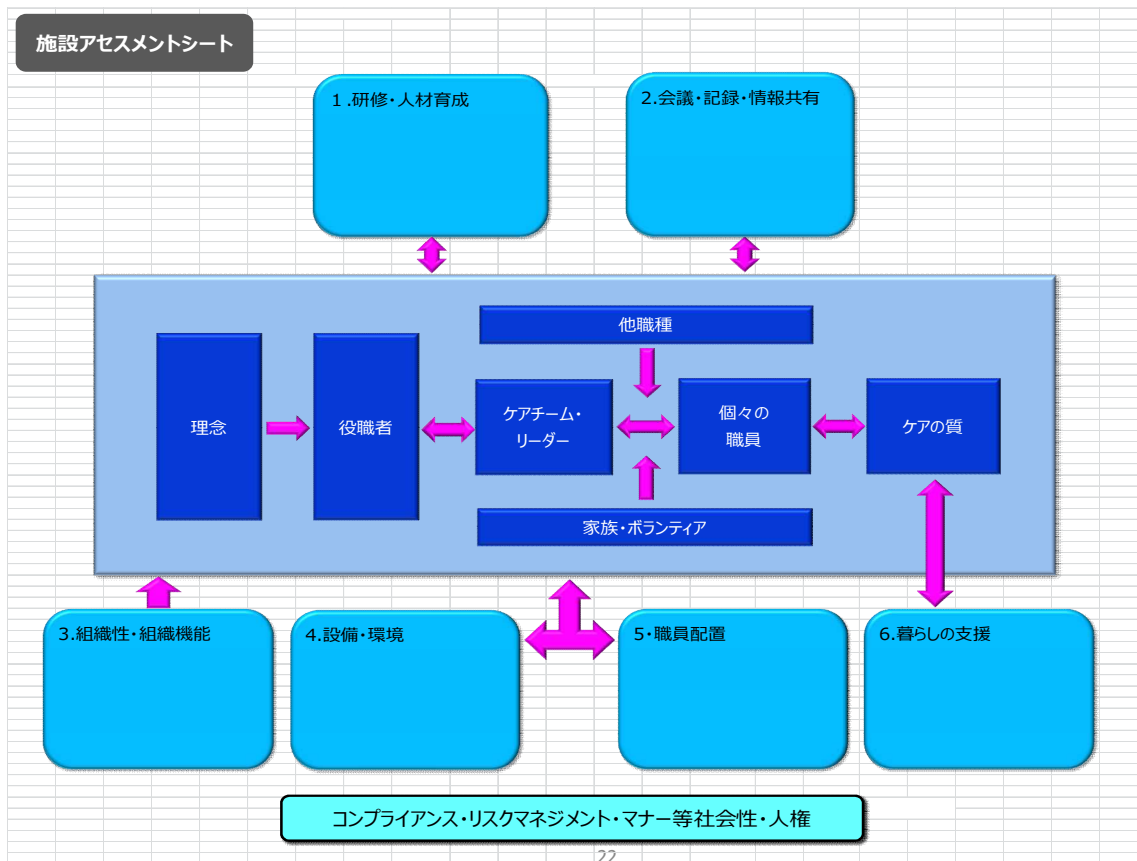 施設アセスメントシート
１.研修・人材育成
2.会議・記録・情報共有
他職種
理念
役職者
ケアチーム・
リーダー
個々の
職員
ケアの質
家族・ボランティア
3.組織性・組織機能
4.設備・環境
5・職員配置
6.暮らしの支援
コンプライアンス・リスクマネジメント・マナー等社会性・人権
22